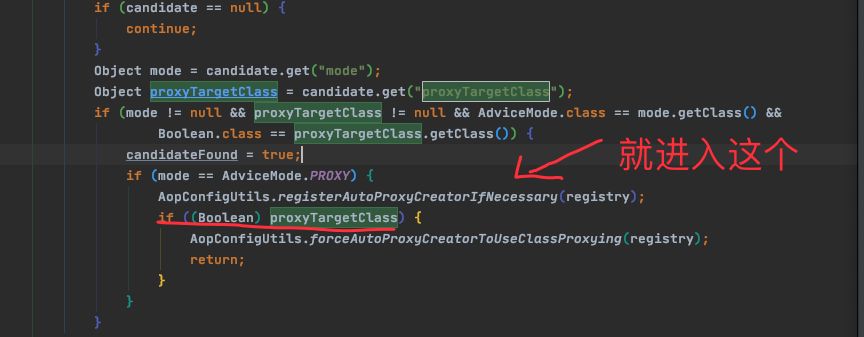 if (candidate == null) {
continue;
}
Object mode = candidate.get("mode");
Object proxyTargetClass = candidate.get("proxyTargetClass");
if (mode != null && proxyTargetClass != null && AdviceMode.class == mode.getClass() &&
Boolean.class == proxyTargetClass.getClass()) {
candidateFound = true;
就进入这个
if (mode == AdviceMode.PROXY) {
AopConfigUtils.registerAutoProxyCreatorIfNecessary(registry);
if ((Boolean) proxyTargetClass) {
AopConfigUtils.forceAutoProxyCreatorToUseClassProxying(registry);
return;
}
}
}